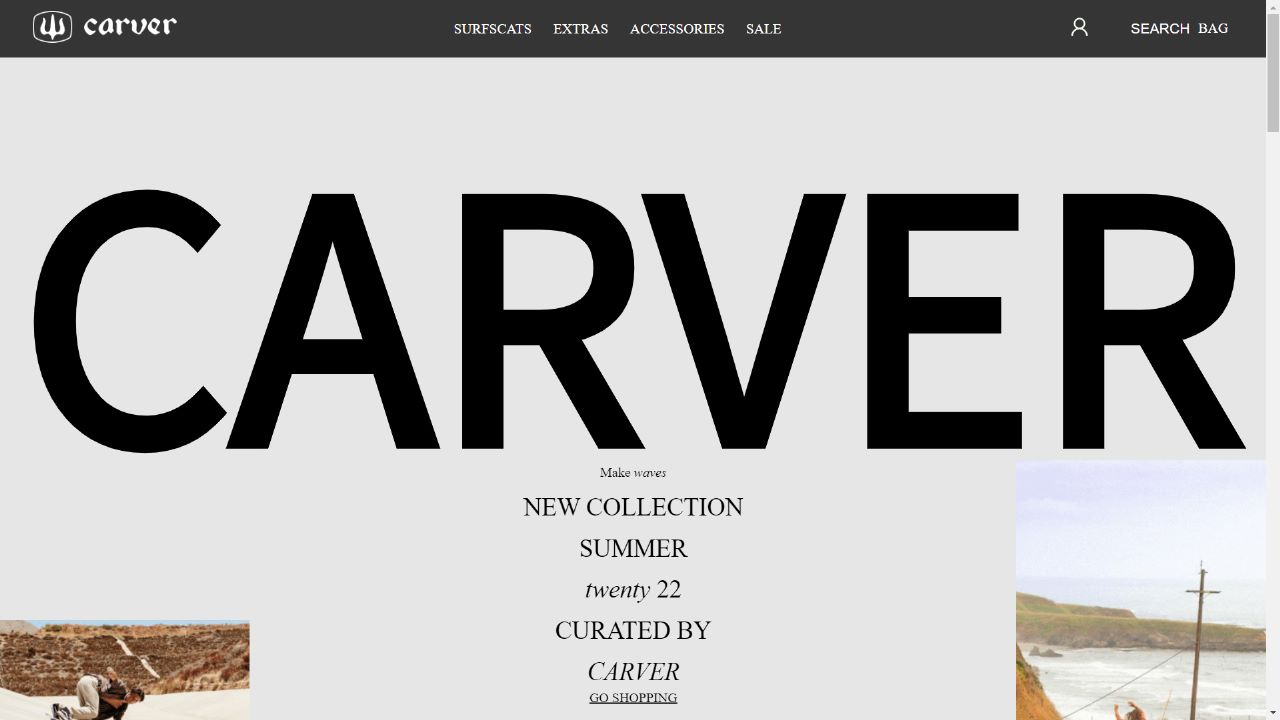 carver
SURFSCATS EXTRAS ACCESSORIES SALE
SEARCH BAG
CARVER
Make waves
NEW COLLECTION
SUMMER
twenty 22
CURATED BY
CARVER
GO SHOPPING